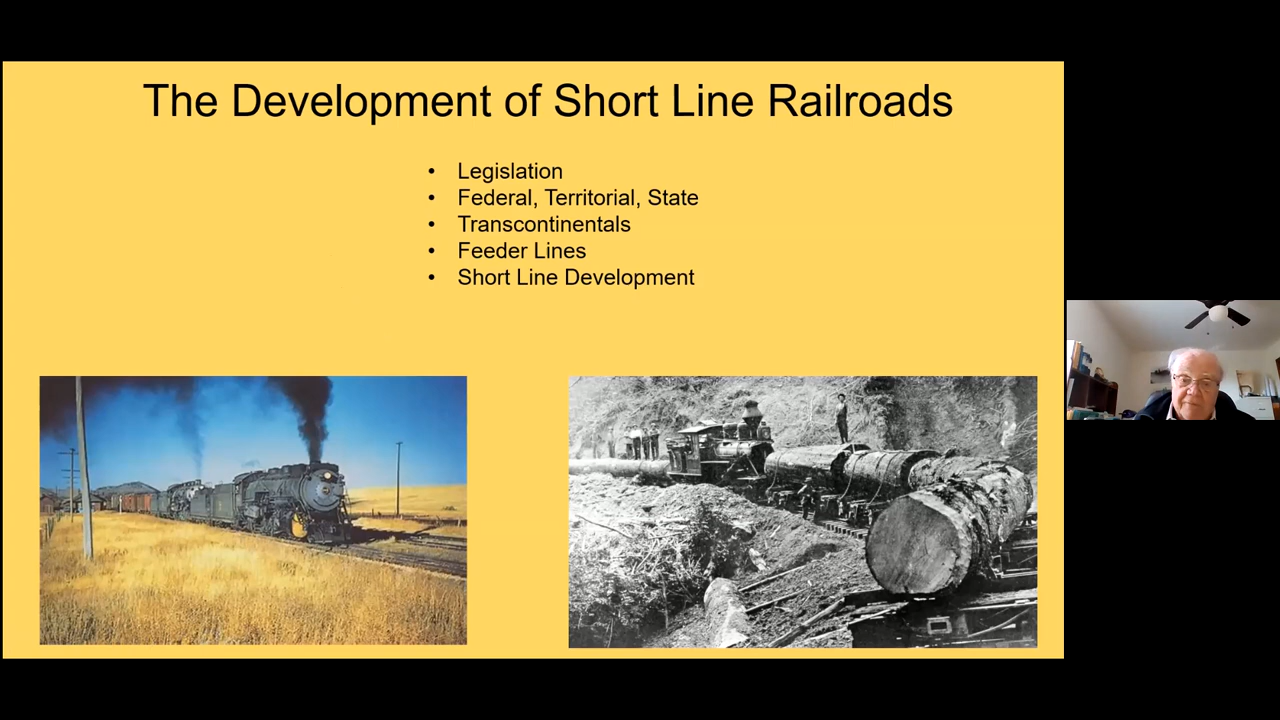 The Development of Short Line Railroads
• Legislation
• Federal, Territorial, State
• Transcontinentals
• Feeder Lines
• Short Line Development